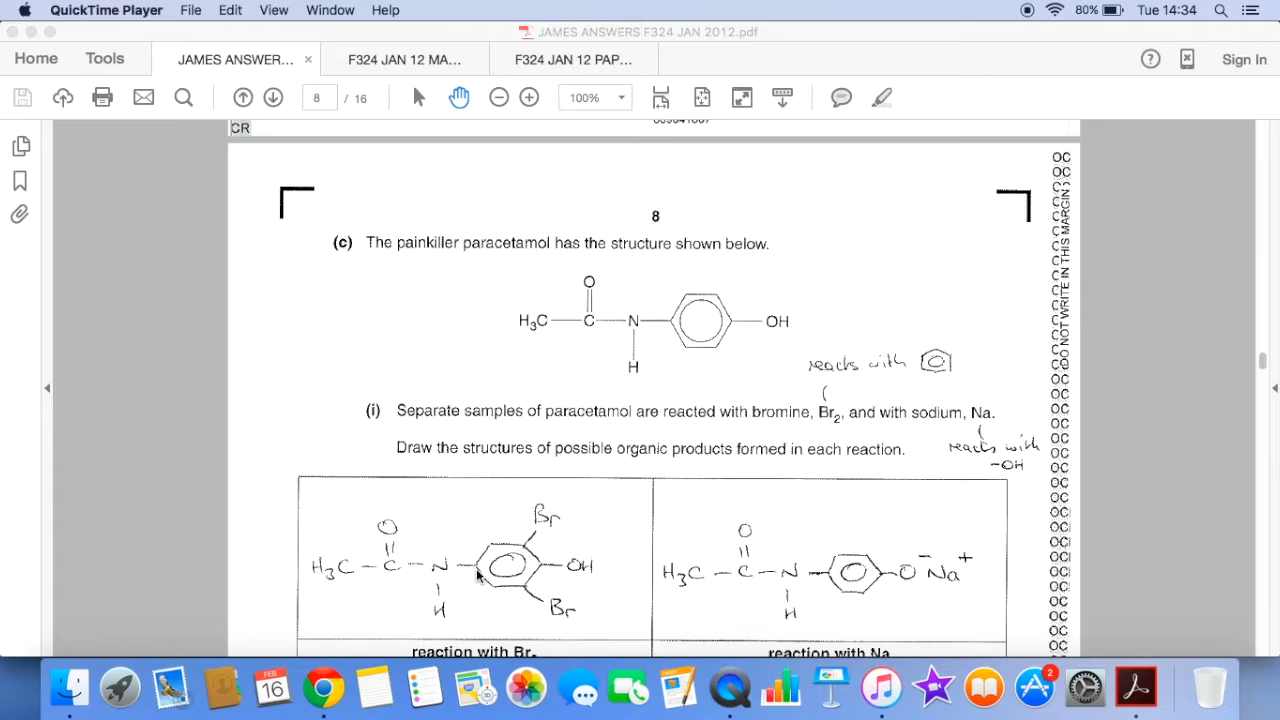 QuickTime Player File Edit View Window Help 80% Tue 14:34
JAMES ANSWERS F324 JAN 2012.pdf
Home Tools JAMES ANSWER... × F324 JAN 12 MA... F324 JAN 12 PAP... Sign In
8 / 16 100%
CR
8
(c) The painkiller paracetamol has the structure shown below.
O
H₃C C N OH
H
reacts with
(i) Separate samples of paracetamol are reacted with bromine, Br₂, and with sodium, Na.
reacts with
Draw the structures of possible organic products formed in each reaction.
-OH
Br
O
H₃C - C - N - OH
H
Br
reaction with Br₂
O
H₃C - C - N - O⁻Na⁺
H
reaction with Na
DO NOT WRITE IN THIS MARGIN
FEB
16
2